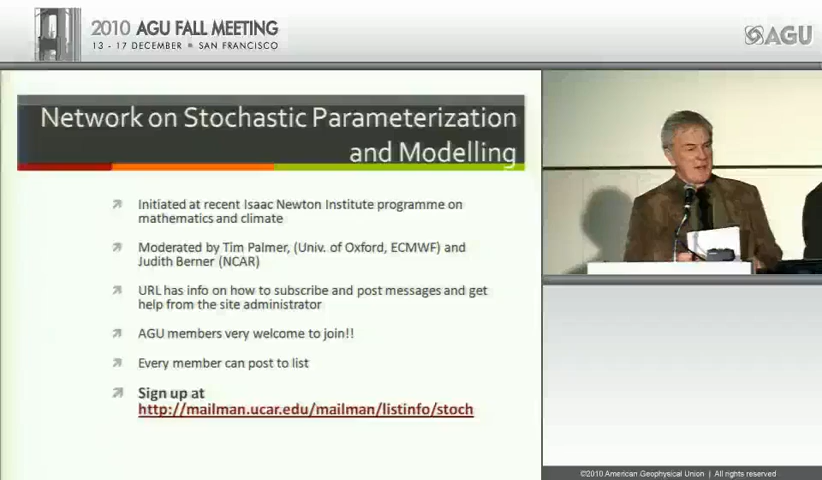 2010 AGU FALL MEETING
13 - 17 DECEMBER SAN FRANCISCO
AGU
Network on Stochastic Parameterization
and Modelling
Initiated at recent Isaac Newton Institute programme on
mathematics and climate
Moderated by Tim Palmer, (Univ. of Oxford, ECMWF) and
Judith Berner (NCAR)
URL has info on how to subscribe and post messages and get
help from the site administrator
AGU members very welcome to join!!
Every member can post to list
Sign up at
http://mailman.ucar.edu/mailman/listinfo/stoch
©2010 American Geophysical Union | All rights reserved